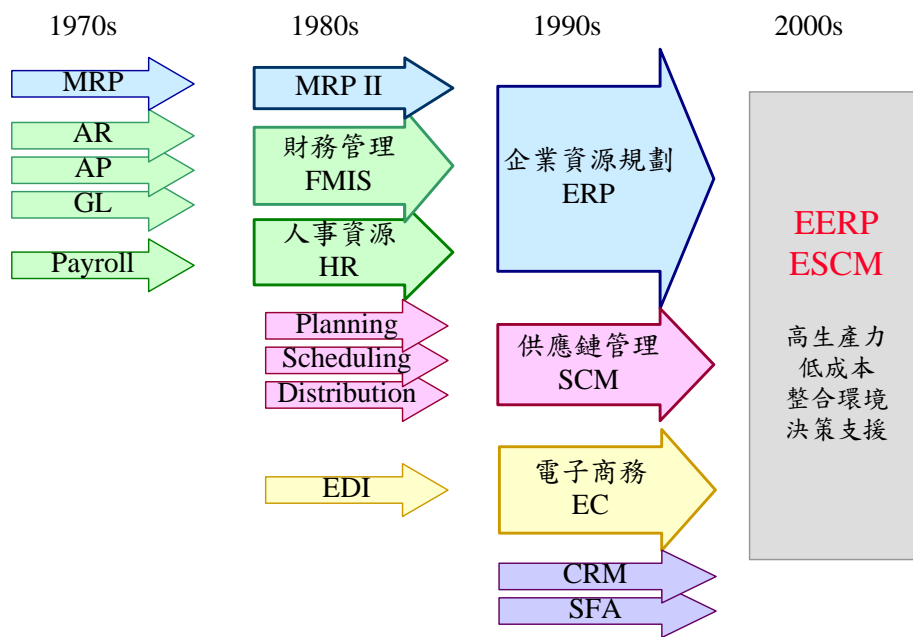 1970s
1980s
1990s
2000s
MRP
AR
AP
GL
Payroll
MRP II
財務管理
FMIS
人事資源
HR
Planning
Scheduling
Distribution
EDI
企業資源規劃
ERP
供應鏈管理
SCM
電子商務
EC
CRM
SFA
EERP
ESCM
高生產力
低成本
整合環境
決策支援